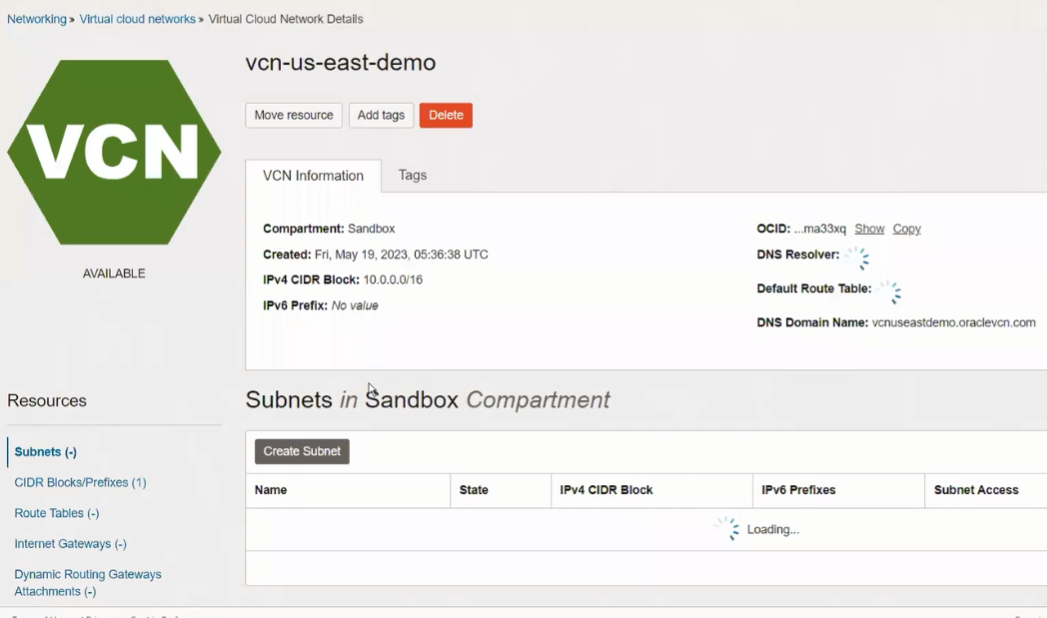 Networking » Virtual cloud networks » Virtual Cloud Network Details
VCN
AVAILABLE
vcn-us-east-demo
Move resource Add tags Delete
VCN Information Tags
Compartment: Sandbox
Created: Fri, May 19, 2023, 05:36:38 UTC
IPv4 CIDR Block: 10.0.0.0/16
IPv6 Prefix: No value
OCID: ...ma33xq Show Copy
DNS Resolver:
Default Route Table:
DNS Domain Name: vcnuseastdemo.oraclevcn.com
Resources
Subnets (-)
CIDR Blocks/Prefixes (1)
Route Tables (-)
Internet Gateways (-)
Dynamic Routing Gateways
Attachments (-)
Subnets in Sandbox Compartment
Create Subnet
Name State IPv4 CIDR Block IPv6 Prefixes Subnet Access
Loading...